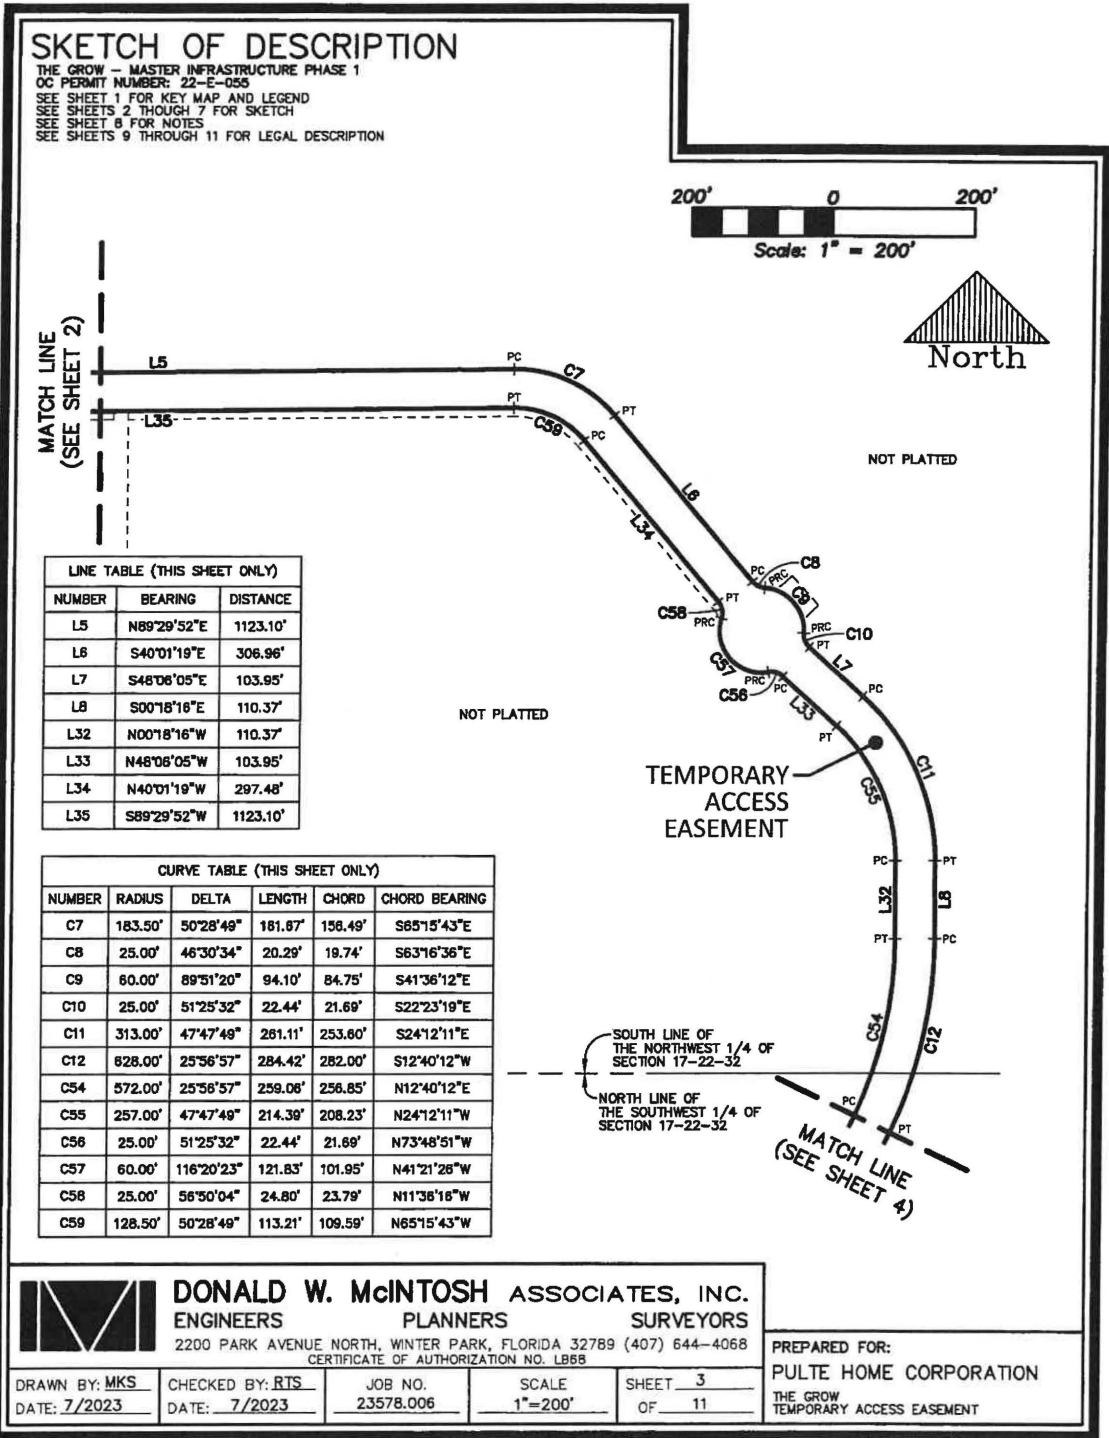 SKETCH OF DESCRIPTION
THE GROW – MASTER INFRASTRUCTURE PHASE 1
OC PERMIT NUMBER: 22-E-055
SEE SHEET 1 FOR KEY MAP AND LEGEND
SEE SHEETS 2 THOUGH 7 FOR SKETCH
SEE SHEET 8 FOR NOTES
SEE SHEETS 9 THROUGH 11 FOR LEGAL DESCRIPTION
200' 0 200'
Scale: 1" = 200'
North
MATCH LINE
(SEE SHEET 2)
L5
PC
C7
PT
L35
PT
C59
PC
NOT PLATTED
L6
L34
PC
PRC
C8
C9
PT
C58
PRC
PRC
C10
PT
C57
PRC
PC
C56
L7
PC
L33
PT
NOT PLATTED
TEMPORARY
ACCESS
EASEMENT
C11
C55
PC
PT
L32
L8
PT
PC
C54
C12
SOUTH LINE OF
THE NORTHWEST 1/4 OF
SECTION 17-22-32
NORTH LINE OF
THE SOUTHWEST 1/4 OF
SECTION 17-22-32
PC
PT
MATCH LINE
(SEE SHEET 4)
LINE TABLE (THIS SHEET ONLY)
NUMBER BEARING DISTANCE
L5 N89°29'52"E 1123.10'
L6 S40°01'19"E 306.96'
L7 S48°06'05"E 103.95'
L8 S00°18'16"E 110.37'
L32 N00°18'16"W 110.37'
L33 N48°06'05"W 103.95'
L34 N40°01'19"W 297.48'
L35 S89°29'52"W 1123.10'
CURVE TABLE (THIS SHEET ONLY)
NUMBER RADIUS DELTA LENGTH CHORD CHORD BEARING
C7 183.50' 50°28'49" 161.67' 156.49' S65°15'43"E
C8 25.00' 46°30'34" 20.29' 19.74' S63°16'36"E
C9 60.00' 89°51'20" 94.10' 84.75' S41°36'12"E
C10 25.00' 51°25'32" 22.44' 21.69' S22°23'19"E
C11 313.00' 47°47'49" 261.11' 253.60' S24°12'11"E
C12 628.00' 25°56'57" 284.42' 282.00' S12°40'12"W
C54 572.00' 25°56'57" 259.06' 256.85' N12°40'12"E
C55 257.00' 47°47'49" 214.39' 208.23' N24°12'11"W
C56 25.00' 51°25'32" 22.44' 21.69' N73°48'51"W
C57 60.00' 116°20'23" 121.83' 101.95' N41°21'26"W
C58 25.00' 56°50'04" 24.80' 23.79' N11°36'16"W
C59 128.50' 50°28'49" 113.21' 109.59' N65°15'43"W
DONALD W. McINTOSH ASSOCIATES, INC.
ENGINEERS PLANNERS SURVEYORS
2200 PARK AVENUE NORTH, WINTER PARK, FLORIDA 32789 (407) 644-4068
CERTIFICATE OF AUTHORIZATION NO. LB68
DRAWN BY: MKS
DATE: 7/2023
CHECKED BY: RTS
DATE: 7/2023
JOB NO.
23578.006
SCALE
1"=200'
SHEET 3
OF 11
PREPARED FOR:
PULTE HOME CORPORATION
THE GROW
TEMPORARY ACCESS EASEMENT